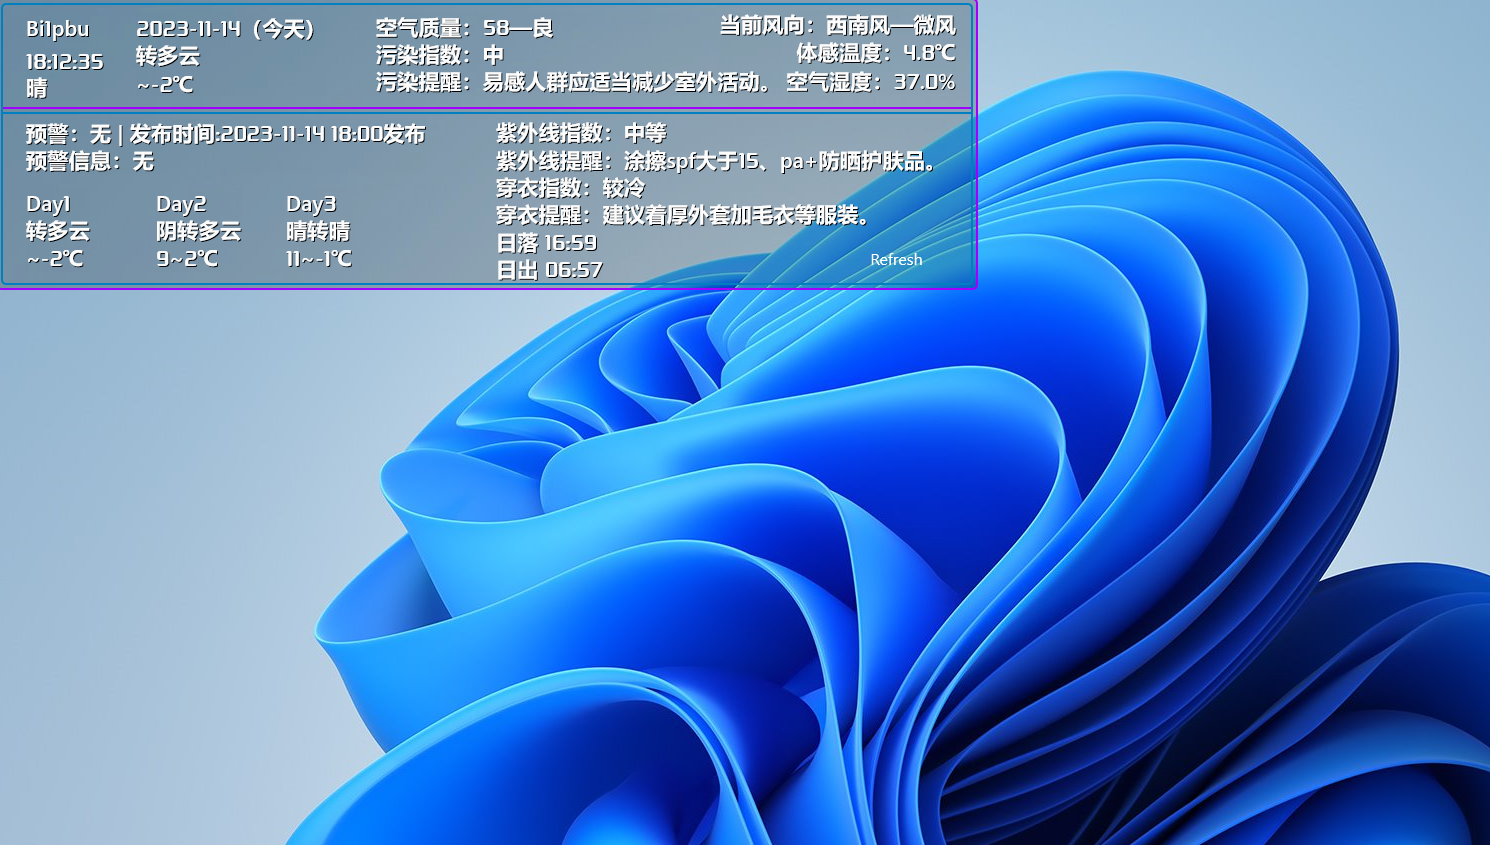 Bi1pbu
18:12:35
晴
2023-11-14（今天）
转多云
~-2℃
空气质量：58—良
污染指数：中
污染提醒：易感人群应适当减少室外活动。
当前风向：西南风—微风
体感温度：4.8℃
空气湿度：37.0%
预警：无 | 发布时间:2023-11-14 18:00发布
预警信息：无
Day1
转多云
~-2℃
Day2
阴转多云
9~2℃
Day3
晴转晴
11~-1℃
紫外线指数：中等
紫外线提醒：涂擦spf大于15、pa+防晒护肤品。
穿衣指数：较冷
穿衣提醒：建议着厚外套加毛衣等服装。
日落 16:59
日出 06:57
Refresh